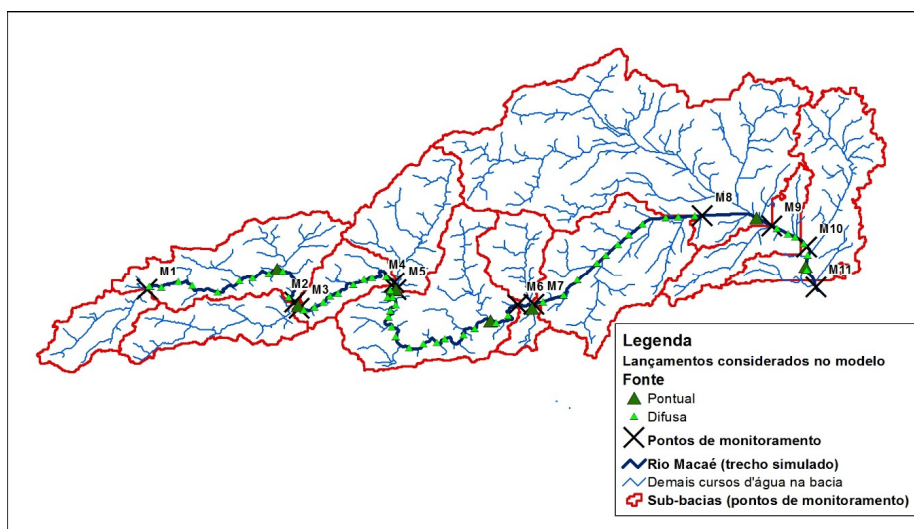 M1
M2
M3
M4
M5
M6
M7
M8
M9
M10
M11
Legenda
Lançamentos considerados no modelo
Fonte
Pontual
Difusa
Pontos de monitoramento
Rio Macaé (trecho simulado)
Demais cursos d'água na bacia
Sub-bacias (pontos de monitoramento)